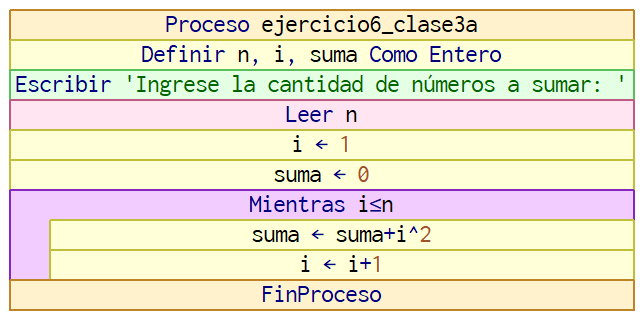 Proceso ejercicio6_clase3a
Definir n, i, suma Como Entero
Escribir 'Ingrese la cantidad de números a sumar: '
Leer n
i ← 1
suma ← 0
Mientras i≤n
suma ← suma+i^2
i ← i+1
FinProceso